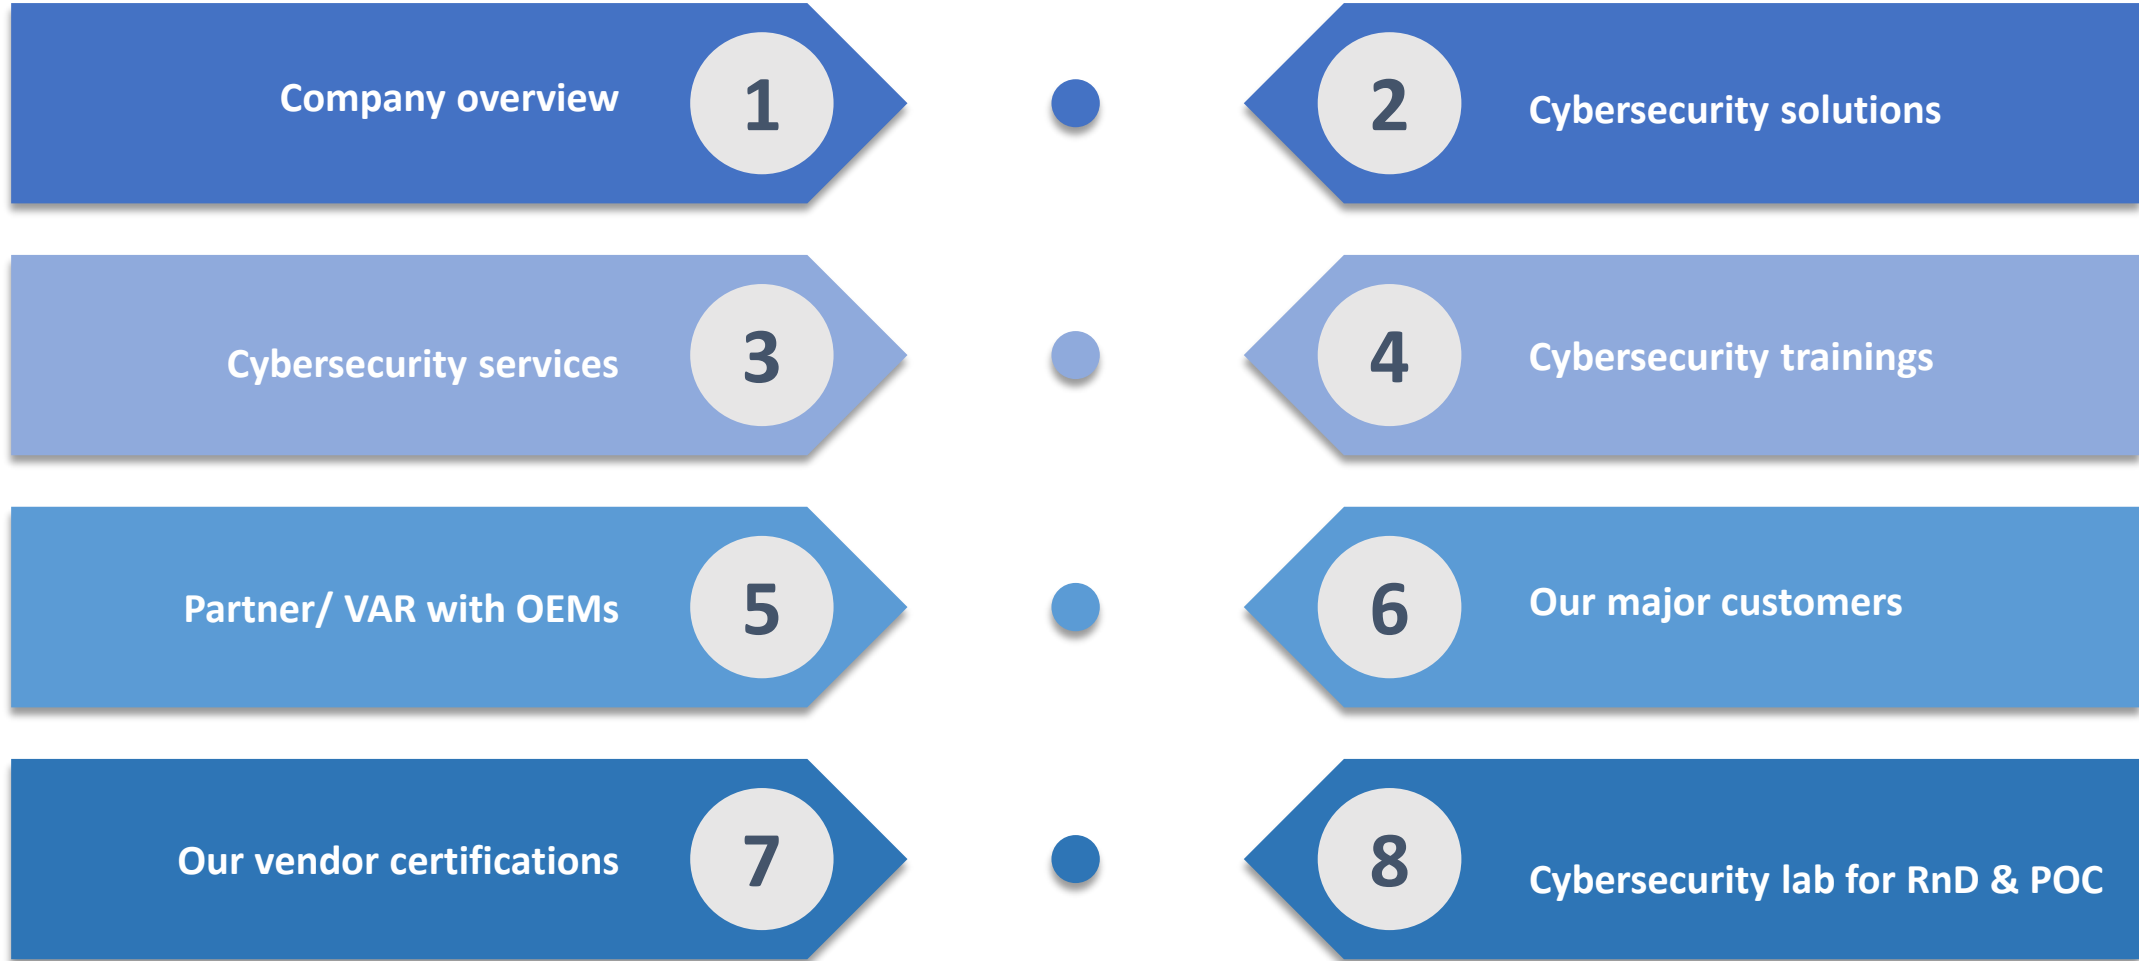 Company overview
1
2
Cybersecurity solutions
Cybersecurity services
3
4
Cybersecurity trainings
Partner/ VAR with OEMs
5
6
Our major customers
Our vendor certifications
7
8
Cybersecurity lab for RnD & POC